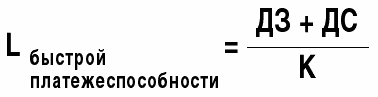 L быстрой платежеспособности = ДЗ + ДС
К